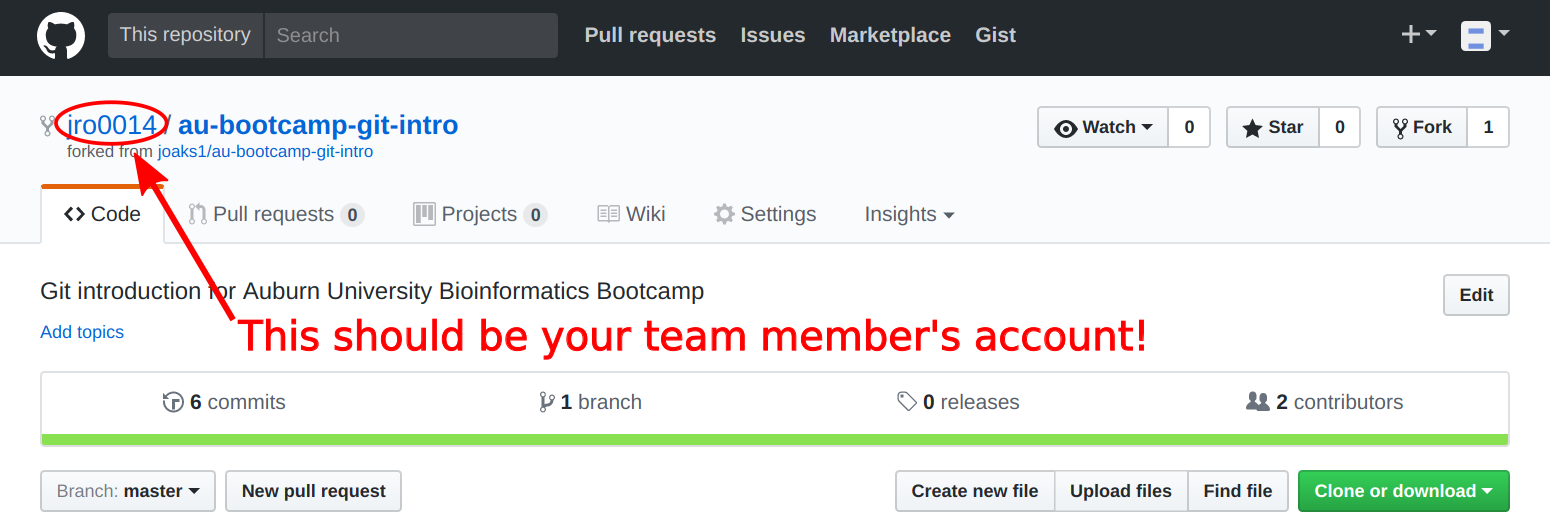 This repository Search Pull requests Issues Marketplace Gist
jro0014 / au-bootcamp-git-intro Watch 0 Star 0 Fork 1
forked from joaks1/au-bootcamp-git-intro
Code Pull requests 0 Projects 0 Wiki Settings Insights
Git introduction for Auburn University Bioinformatics Bootcamp Edit
Add topics
This should be your team member's account!
6 commits 1 branch 0 releases 2 contributors
Branch: master New pull request Create new file Upload files Find file Clone or download